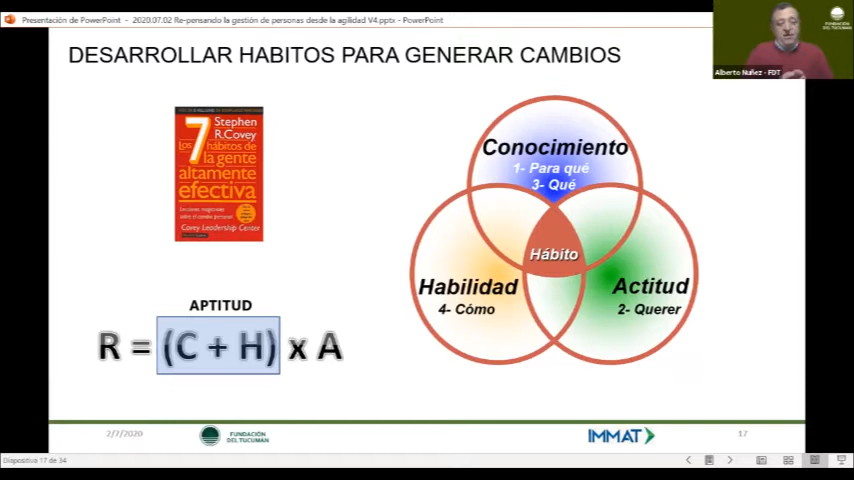 Presentación de PowerPoint - 2020.07.02 Re-pensando la gestión de personas desde la agilidad V4.pptx - PowerPoint
FUNDACIÓN
DEL TUCUMÁN
Alberto Nuñez - FDT
DESARROLLAR HABITOS PARA GENERAR CAMBIOS
Stephen
R.Covey
7
Los
hábitos de
la gente
altamente
efectiva
Covey Leadership Center
Conocimiento
1- Para qué
3- Qué
Hábito
Habilidad
4- Cómo
Actitud
2- Querer
APTITUD
R = (C + H) x A
2/7/2020
FUNDACIÓN
DEL TUCUMAN
IMMAT
17
Diapositiva 17 de 34